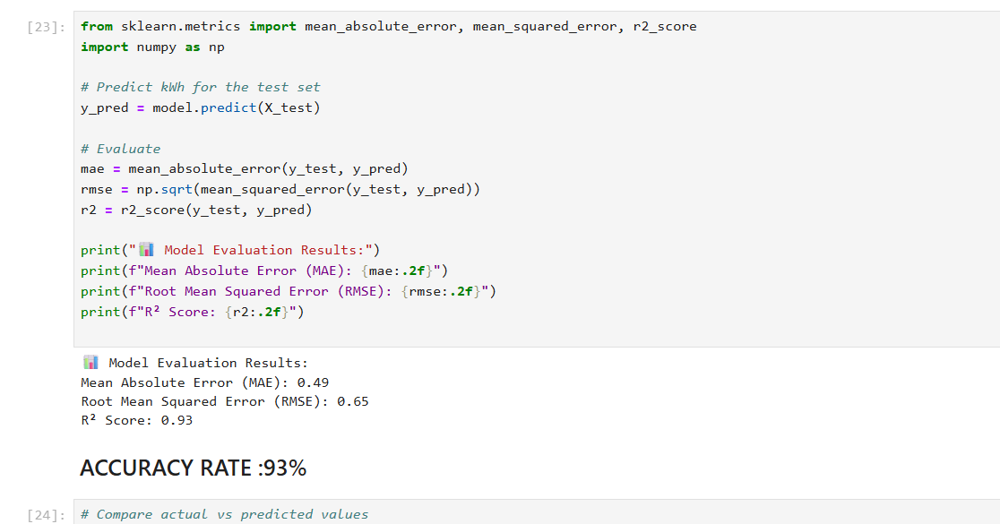 [23]: from sklearn.metrics import mean_absolute_error, mean_squared_error, r2_score
import numpy as np
# Predict kWh for the test set
y_pred = model.predict(X_test)
# Evaluate
mae = mean_absolute_error(y_test, y_pred)
rmse = np.sqrt(mean_squared_error(y_test, y_pred))
r2 = r2_score(y_test, y_pred)
print("📊 Model Evaluation Results:")
print(f"Mean Absolute Error (MAE): {mae:.2f}")
print(f"Root Mean Squared Error (RMSE): {rmse:.2f}")
print(f"R² Score: {r2:.2f}")
📊 Model Evaluation Results:
Mean Absolute Error (MAE): 0.49
Root Mean Squared Error (RMSE): 0.65
R² Score: 0.93
ACCURACY RATE :93%
[24]: # Compare actual vs predicted values